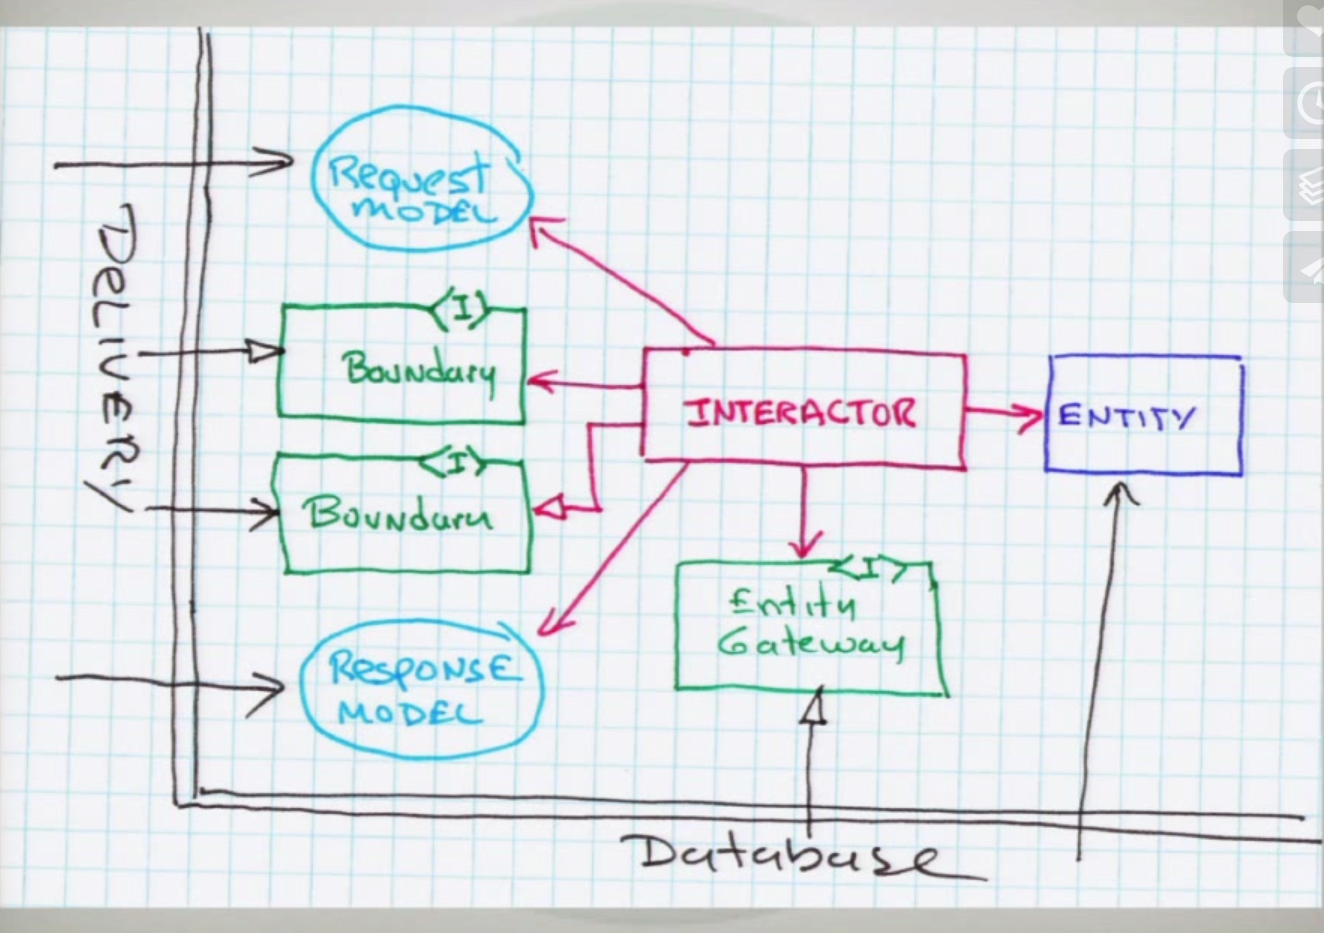 Request
MODEL
DELIVERY
<I>
Boundary
INTERACTOR
ENTITY
<I>
Boundary
<I>
Entity
Gateway
Response
MODEL
Database